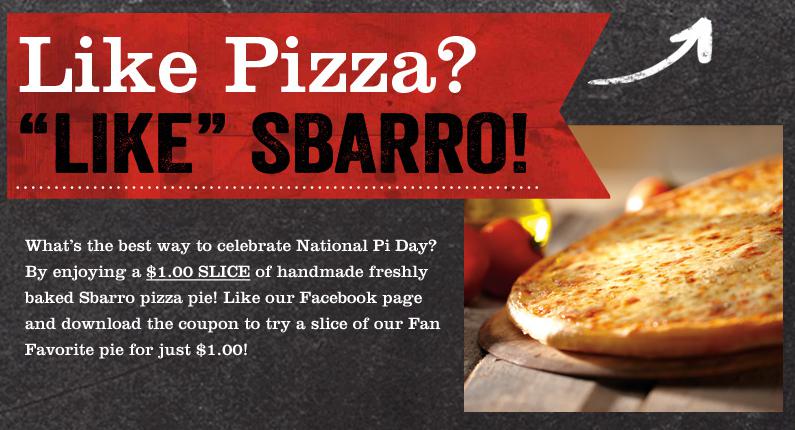 Like Pizza?
“LIKE” SBARRO!
What’s the best way to celebrate National Pi Day?
By enjoying a $1.00 SLICE of handmade freshly
baked Sbarro pizza pie! Like our Facebook page
and download the coupon to try a slice of our Fan
Favorite pie for just $1.00!